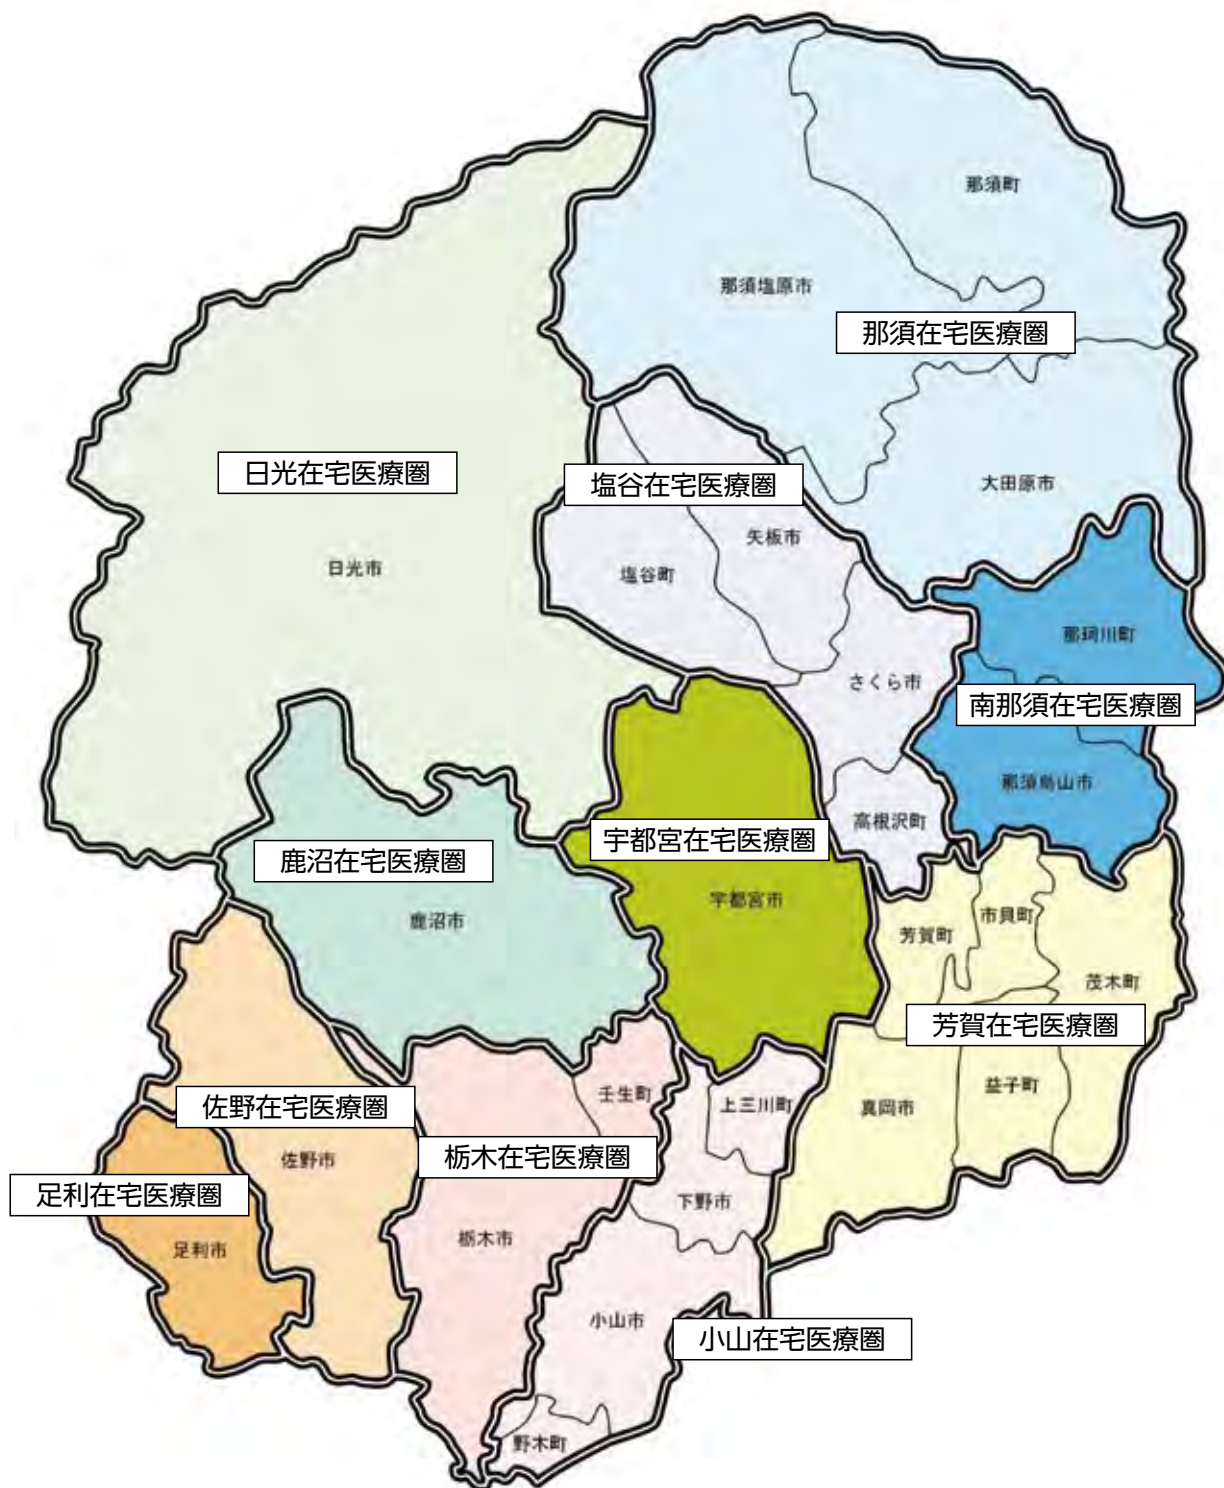 那須町
那須塩原市
那須在宅医療圏
日光在宅医療圏
塩谷在宅医療圏
大田原市
矢板市
日光市
塩谷町
那珂川町
さくら市
南那須在宅医療圏
那須烏山市
高根沢町
宇都宮在宅医療圏
鹿沼在宅医療圏
宇都宮市
鹿沼市
市貝町
芳賀町
茂木町
芳賀在宅医療圏
益子町
壬生町
上三川町
真岡市
佐野在宅医療圏
佐野市
栃木在宅医療圏
足利在宅医療圏
下野市
栃木市
足利市
小山市
小山在宅医療圏
野木町